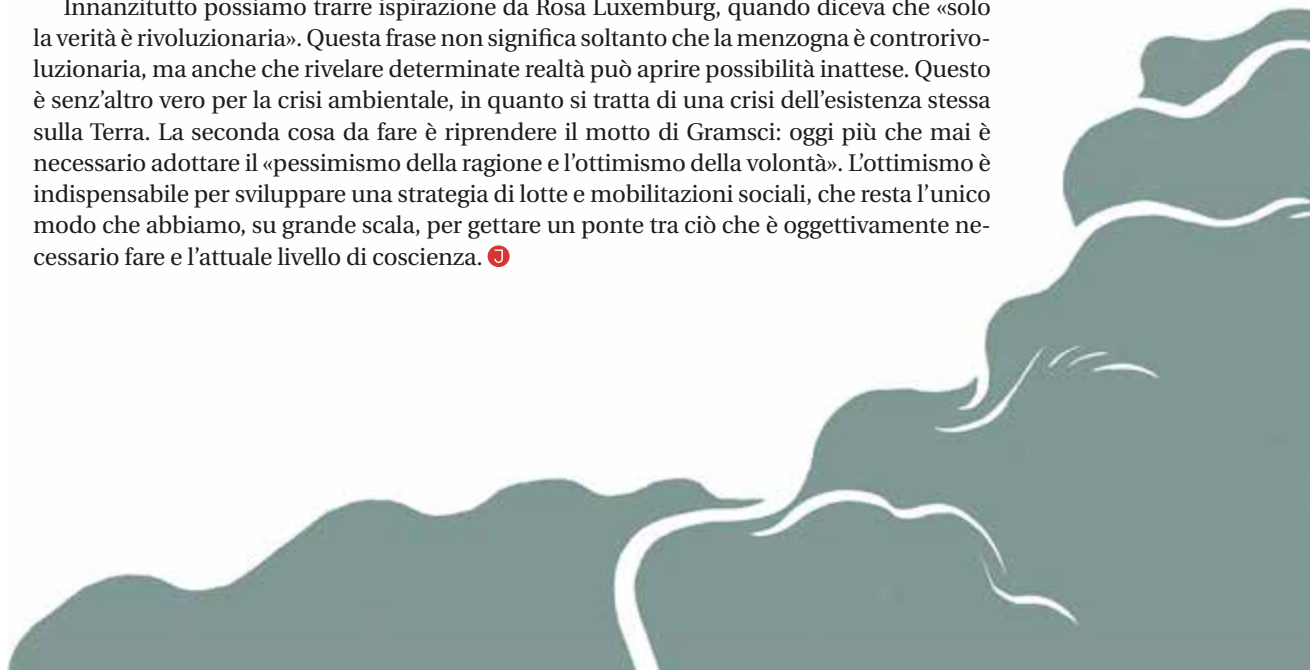 Innanzitutto possiamo trarre ispirazione da Rosa Luxemburg, quando diceva che «solo
la verità è rivoluzionaria». Questa frase non significa soltanto che la menzogna è controrivo-
luzionaria, ma anche che rivelare determinate realtà può aprire possibilità inattese. Questo
è senz’altro vero per la crisi ambientale, in quanto si tratta di una crisi dell’esistenza stessa
sulla Terra. La seconda cosa da fare è riprendere il motto di Gramsci: oggi più che mai è
necessario adottare il «pessimismo della ragione e l’ottimismo della volontà». L’ottimismo è
indispensabile per sviluppare una strategia di lotte e mobilitazioni sociali, che resta l’unico
modo che abbiamo, su grande scala, per gettare un ponte tra ciò che è oggettivamente ne-
cessario fare e l’attuale livello di coscienza. J